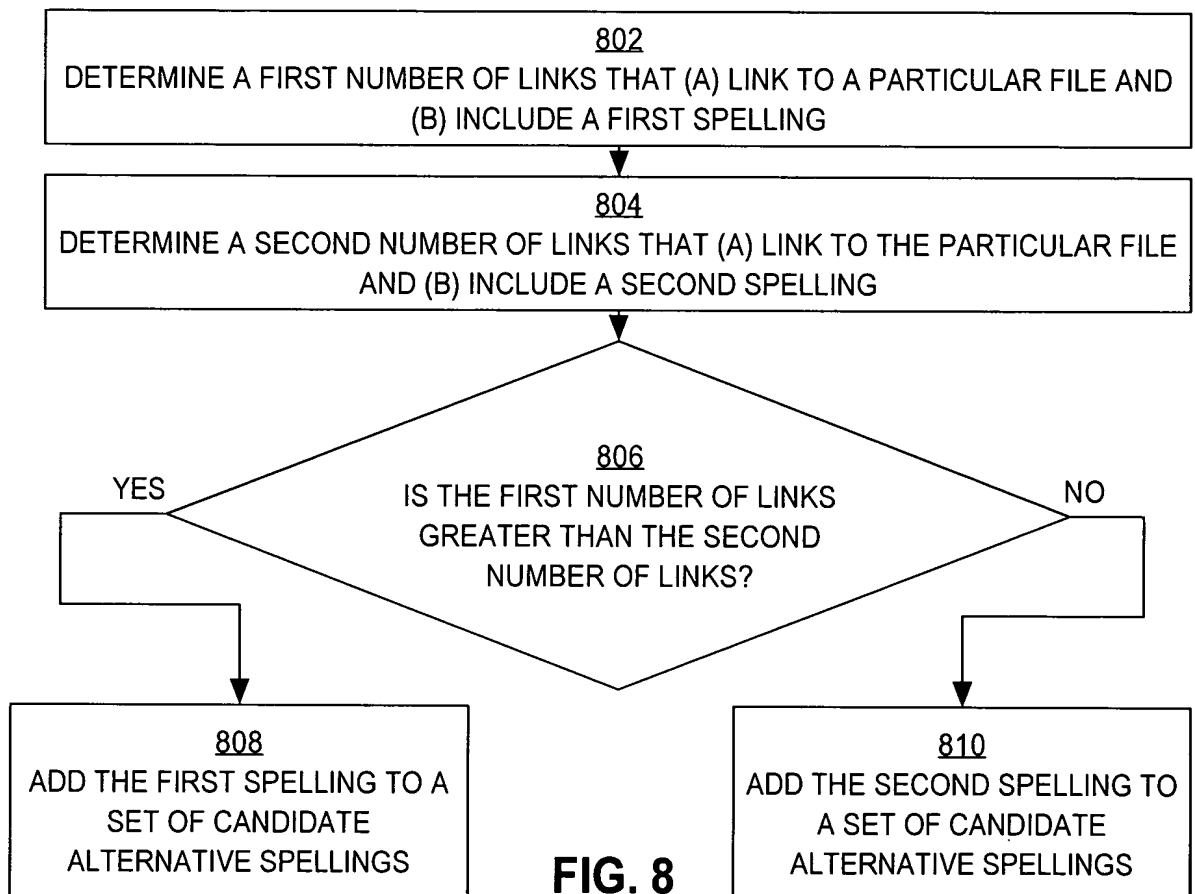 802
DETERMINE A FIRST NUMBER OF LINKS THAT (A) LINK TO A PARTICULAR FILE AND
(B) INCLUDE A FIRST SPELLING
804
DETERMINE A SECOND NUMBER OF LINKS THAT (A) LINK TO THE PARTICULAR FILE
AND (B) INCLUDE A SECOND SPELLING
806
IS THE FIRST NUMBER OF LINKS
GREATER THAN THE SECOND
NUMBER OF LINKS?
YES
NO
808
ADD THE FIRST SPELLING TO A
SET OF CANDIDATE
ALTERNATIVE SPELLINGS
810
ADD THE SECOND SPELLING TO
A SET OF CANDIDATE
ALTERNATIVE SPELLINGS
FIG. 8